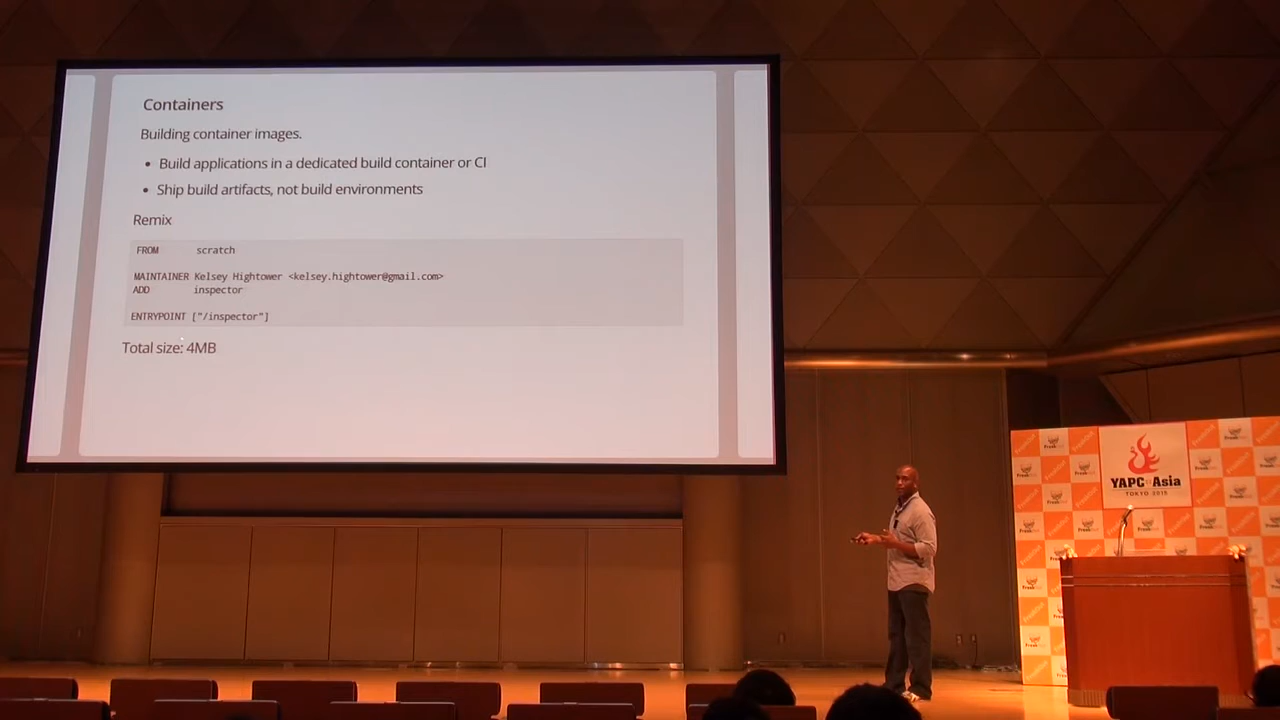 Containers
Building container images.
• Build applications in a dedicated build container or CI
• Ship build artifacts, not build environments
Remix
FROM scratch
MAINTAINER Kelsey Hightower <kelsey.hightower@gmail.com>
ADD inspector
ENTRYPOINT ["/inspector"]
Total size: 4MB
YAPC Asia
TOKYO 2015